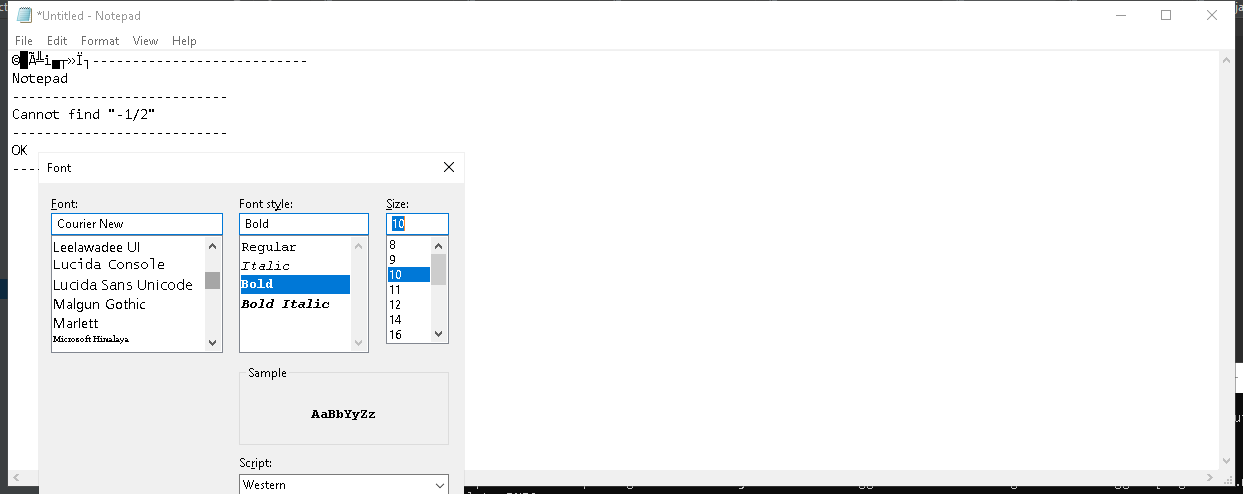 *Untitled - Notepad
File Edit Format View Help
---------------------------
Notepad
---------------------------
Cannot find "-1/2"
---------------------------
OK
----
Font
Font: Font style: Size:
Courier New Bold 10
Leelawadee UI Regular 8
Lucida Console Italic 9
Lucida Sans Unicode Bold 10
Malgun Gothic Bold Italic 11
Marlett 12
Microsoft Himalaya 14
16
Sample
AaBbYyZz
Script:
Western